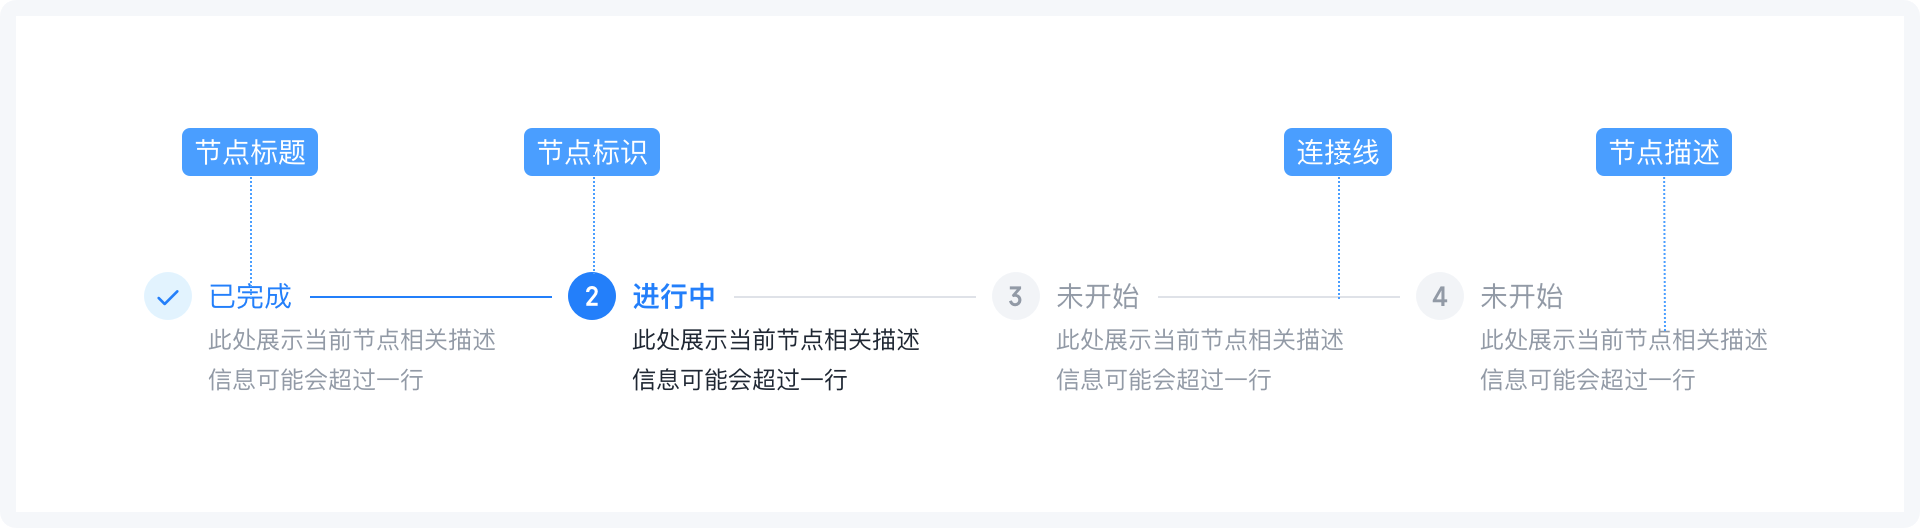 节点标题
节点标识
连接线
节点描述
已完成
2
进行中
3
未开始
4
未开始
此处展示当前节点相关描述
信息可能会超过一行
此处展示当前节点相关描述
信息可能会超过一行
此处展示当前节点相关描述
信息可能会超过一行
此处展示当前节点相关描述
信息可能会超过一行